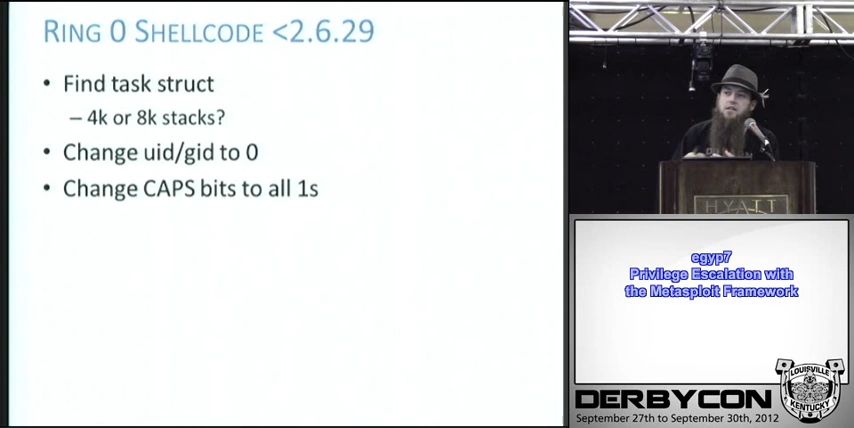 RING 0 SHELLCODE <2.6.29
• Find task struct
– 4k or 8k stacks?
• Change uid/gid to 0
• Change CAPS bits to all 1s
HYATT
egyp7
Privilege Escalation with
the Metasploit Framework
DERBYCON
September 27th to September 30th, 2012
LOUISVILLE
KENTUCKY